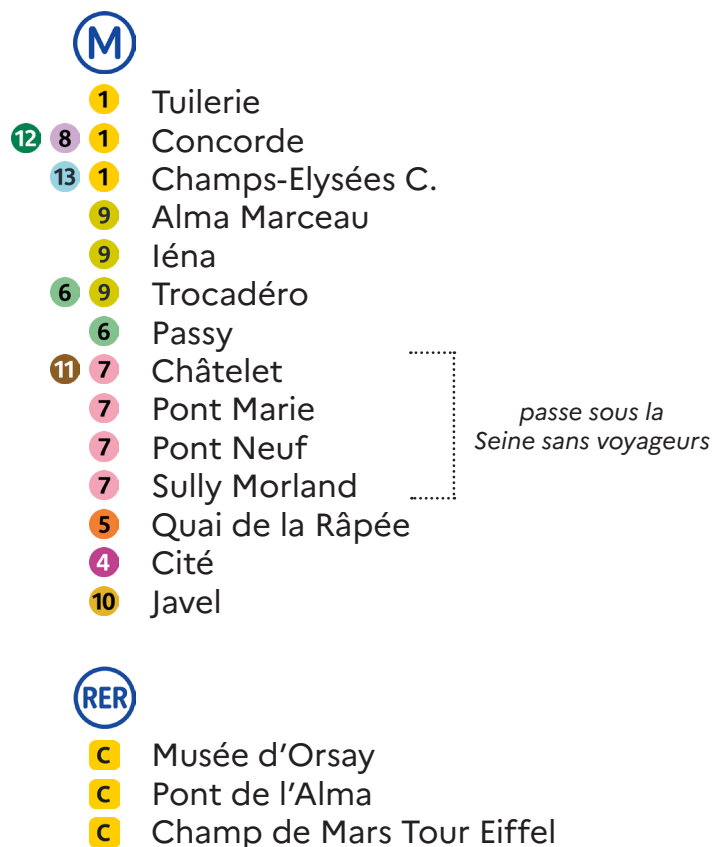 M
1 Tuilerie
12 8 1 Concorde
13 1 Champs-Elysées C.
9 Alma Marceau
9 Iéna
6 9 Trocadéro
6 Passy
11 7 Châtelet
7 Pont Marie
7 Pont Neuf
7 Sully Morland
passe sous la
Seine sans voyageurs
5 Quai de la Râpée
4 Cité
10 Javel
RER
C Musée d’Orsay
C Pont de l’Alma
C Champ de Mars Tour Eiffel